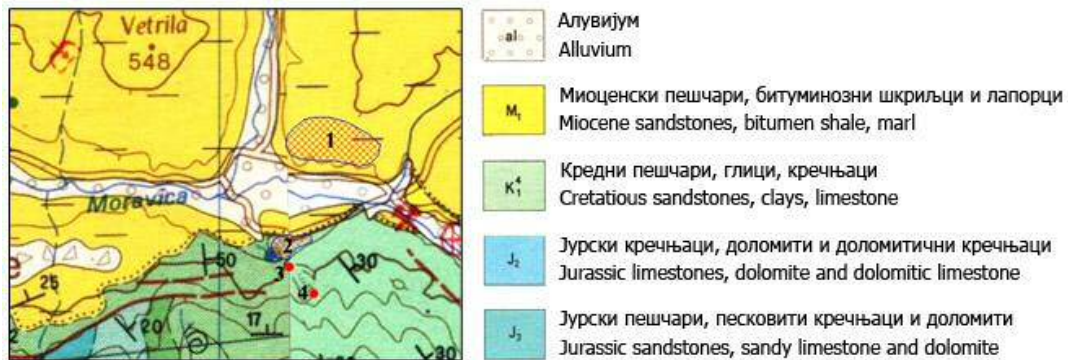 Vetrila
548
1
Moravica
2
50
3
30
4
25
20
17
30
2
al
Алувијум
Alluvium
M₁
Миоценски пешчари, битуминозни шкриљци и лапорци
Miocene sandstones, bitumen shale, marl
K₁⁴
Кредни пешчари, глици, кречњаци
Cretatious sandstones, clays, limestone
J₂
Јурски кречњаци, доломити и доломитични кречњаци
Jurassic limestones, dolomite and dolomitic limestone
J₃
Јурски пешчари, песковити кречњаци и доломити
Jurassic sandstones, sandy limestone and dolomite